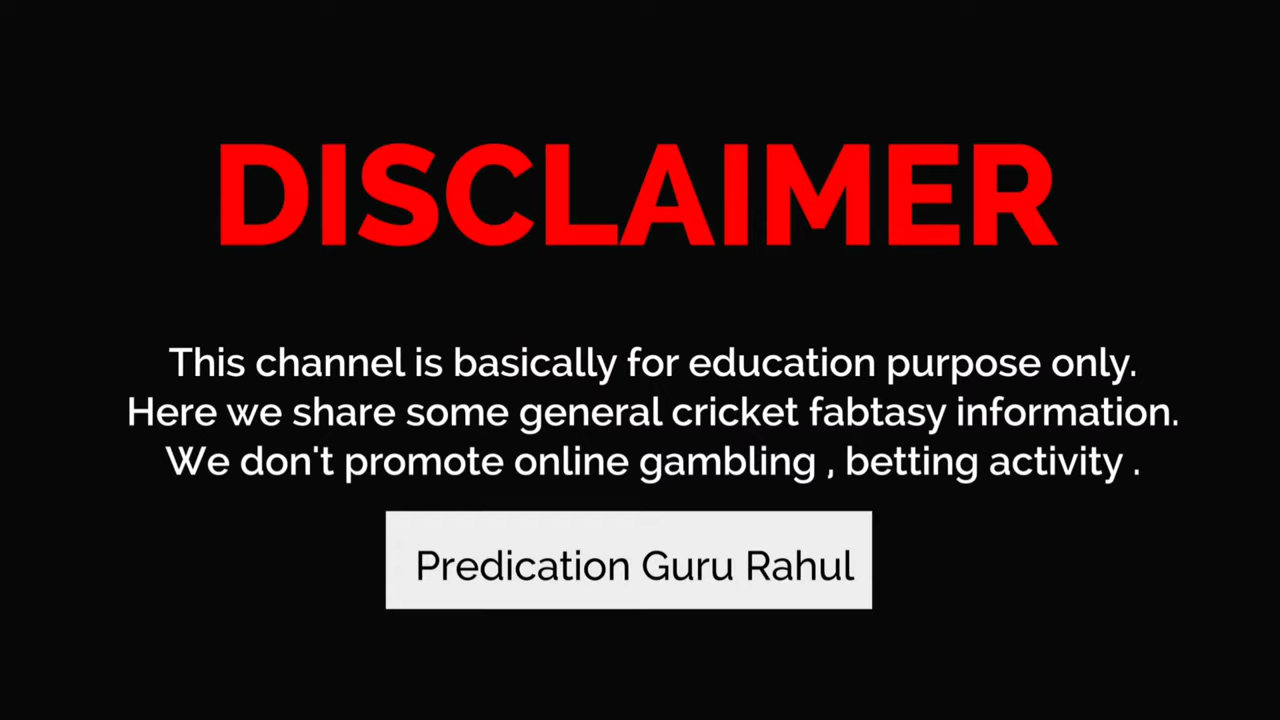 DISCLAIMER
This channel is basically for education purpose only.
Here we share some general cricket fabtasy information.
We don't promote online gambling , betting activity .
Predication Guru Rahul